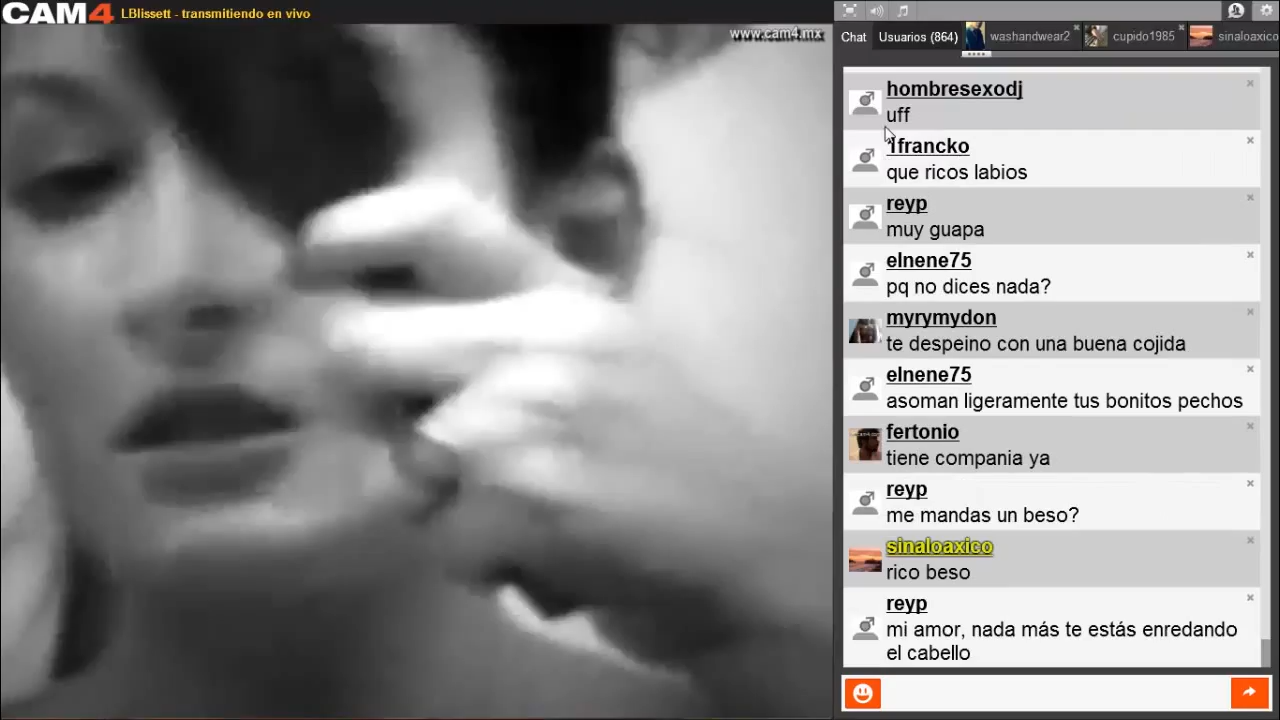 CAM4 LBlissett - transmitiendo en vivo
www.cam4.mx
Chat Usuarios (864) washandwear2 cupido1985 sinaloaxico
hombresexodj
uff
1francko
que ricos labios
reyp
muy guapa
elnene75
pq no dices nada?
myrymydon
te despeino con una buena cojida
elnene75
asoman ligeramente tus bonitos pechos
fertonio
tiene compania ya
reyp
me mandas un beso?
sinaloaxico
rico beso
reyp
mi amor, nada más te estás enredando
el cabello